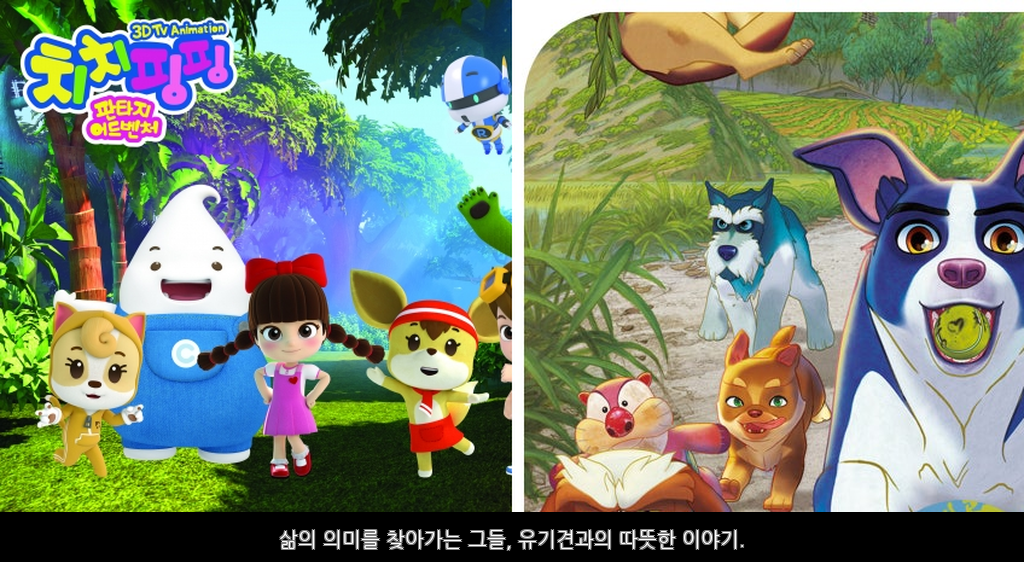 3D TV Animation
치치핑핑
판타지
어드벤처
C
삶의 의미를 찾아가는 그들, 유기견과의 따뜻한 이야기.